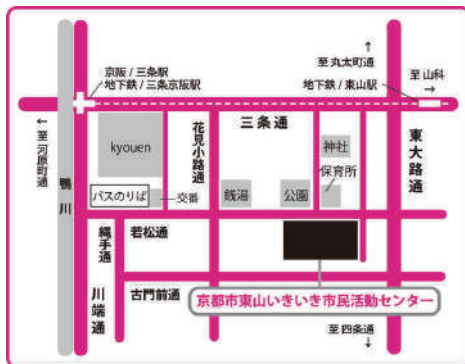 至丸太町通
↑
京阪/三条駅
地下鉄/三条京阪駅
地下鉄/東山駅
至山科
→
三条通
←至河原町通
鴨川
kyouen
花見小路通
神社
保育所
東大路通
バスのりば
交番
銭湯
公園
縄手通
若松通
川端通
古門前通
京都市東山いきいき市民活動センター
至四条通
↓